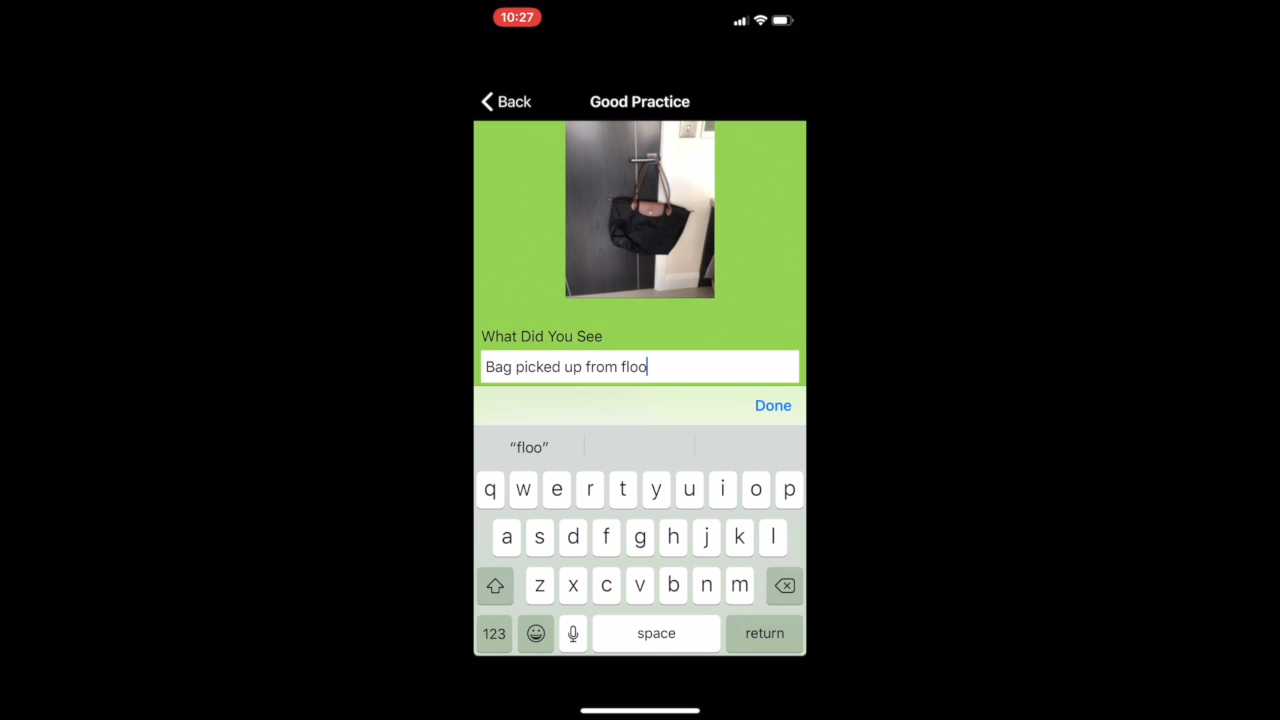 10:27
Back Good Practice
What Did You See
Bag picked up from floo
Done
“floo”
q w e r t y u i o p
a s d f g h j k l
z x c v b n m
123 space return